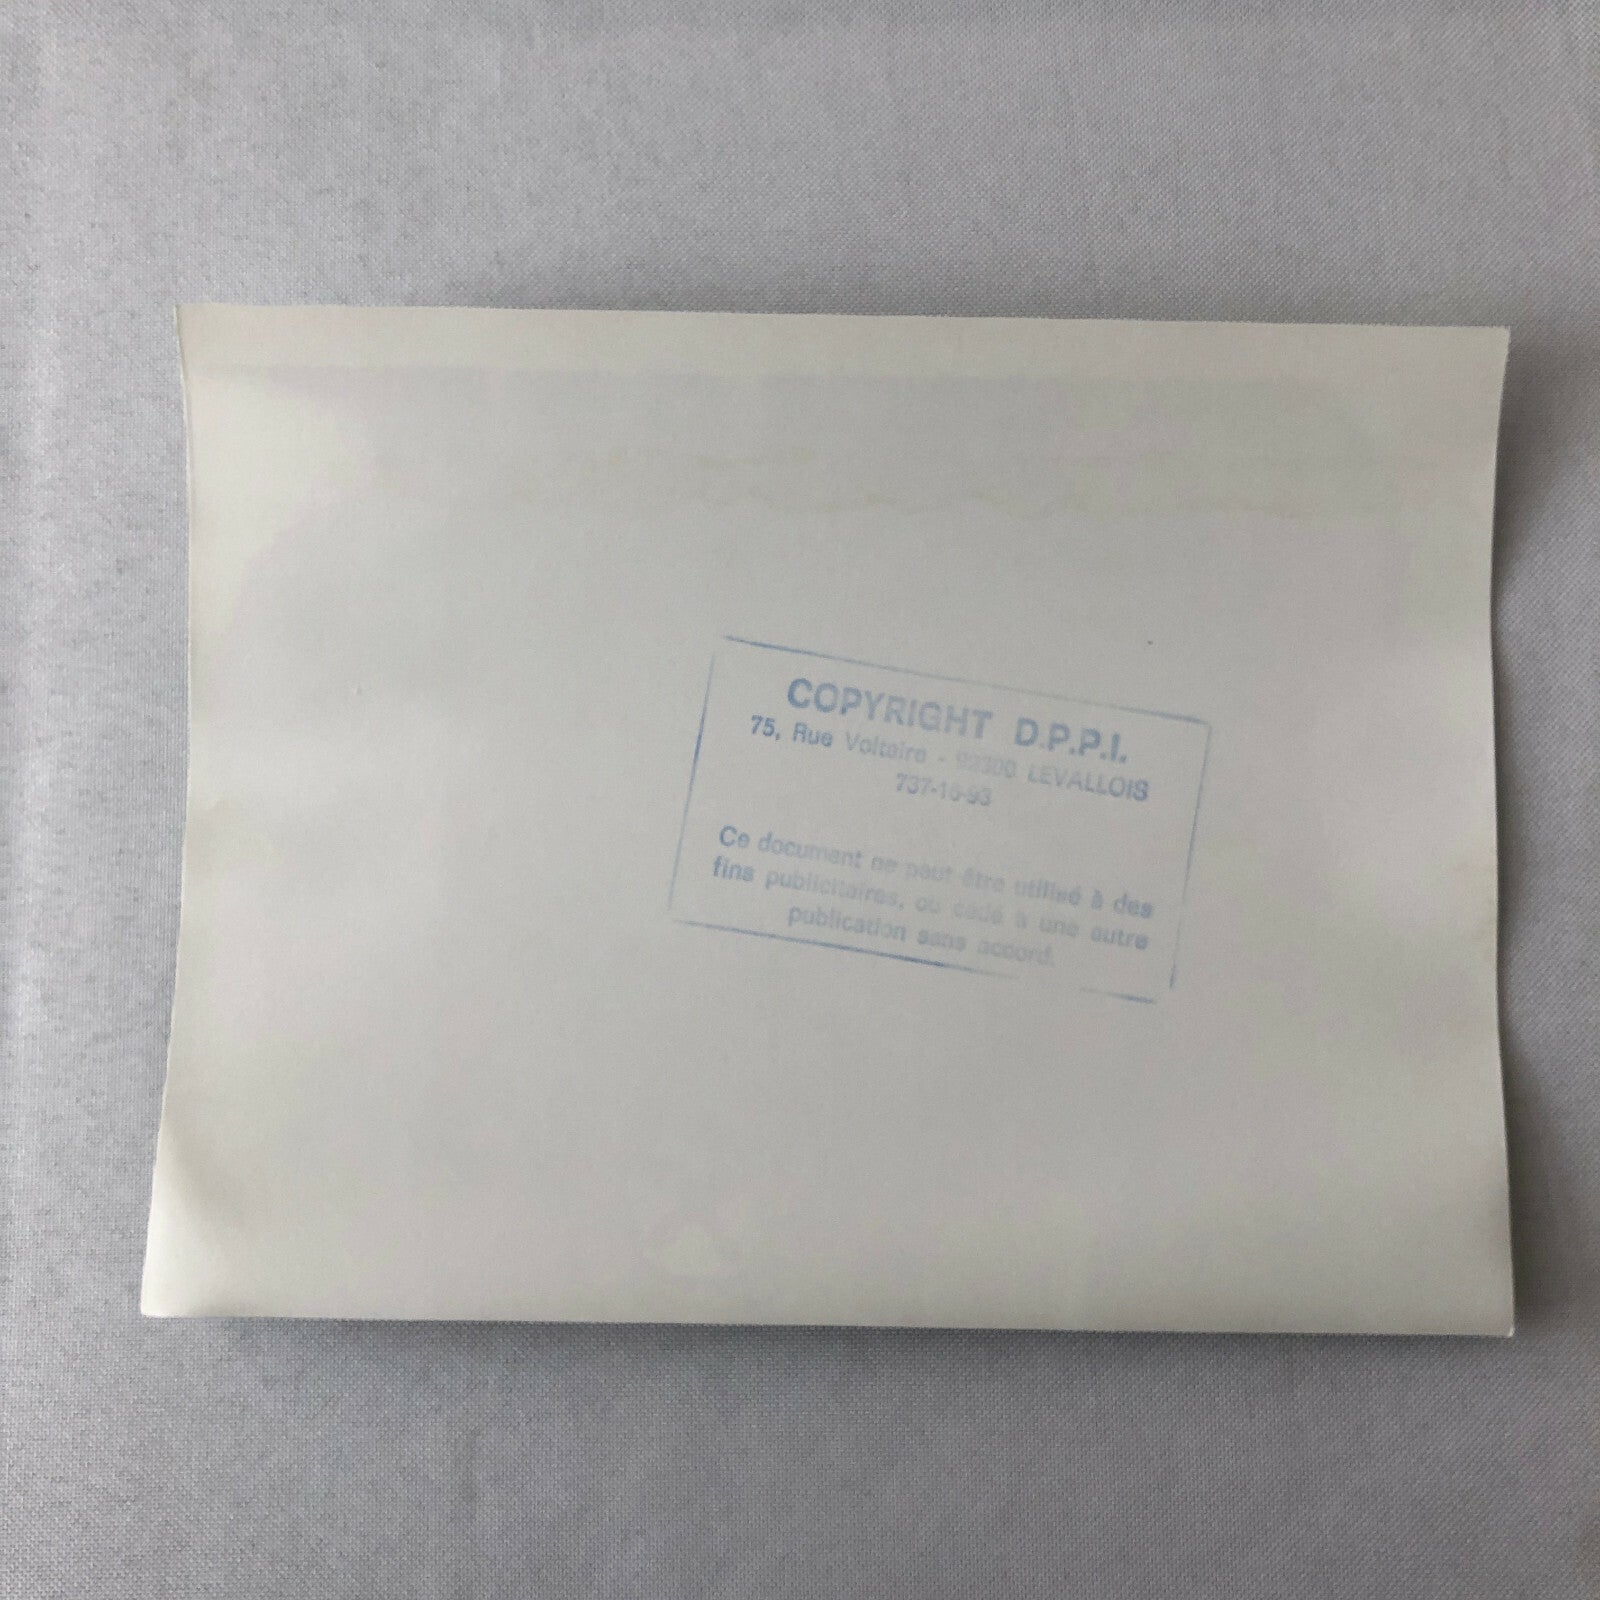 COPYRIGHT D.P.P.I.
75, Rue Voltaire - 92300 LEVALLOIS
737-10-93
Ce document ne peut être utilisé à des
fins publicitaires, ou cédé à une autre
publication sans accord.